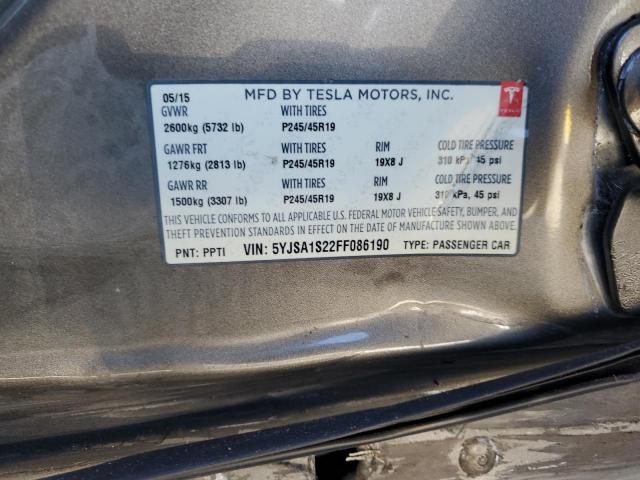 05/15 MFD BY TESLA MOTORS, INC.
GVWR WITH TIRES
2600kg (5732 lb) P245/45R19
GAWR FRT WITH TIRES RIM COLD TIRE PRESSURE
1276kg (2813 lb) P245/45R19 19X8 J 310 kPa, 45 psi
GAWR RR WITH TIRES RIM COLD TIRE PRESSURE
1500kg (3307 lb) P245/45R19 19X8 J 310 kPa, 45 psi
THIS VEHICLE CONFORMS TO ALL APPLICABLE U.S. FEDERAL MOTOR VEHICLE SAFETY, BUMPER, AND
THEFT PREVENTION STANDARDS IN EFFECT ON THE DATE OF MANUFACTURE SHOWN ABOVE.
PNT: PPTI VIN: 5YJSA1S22FF086190 TYPE: PASSENGER CAR